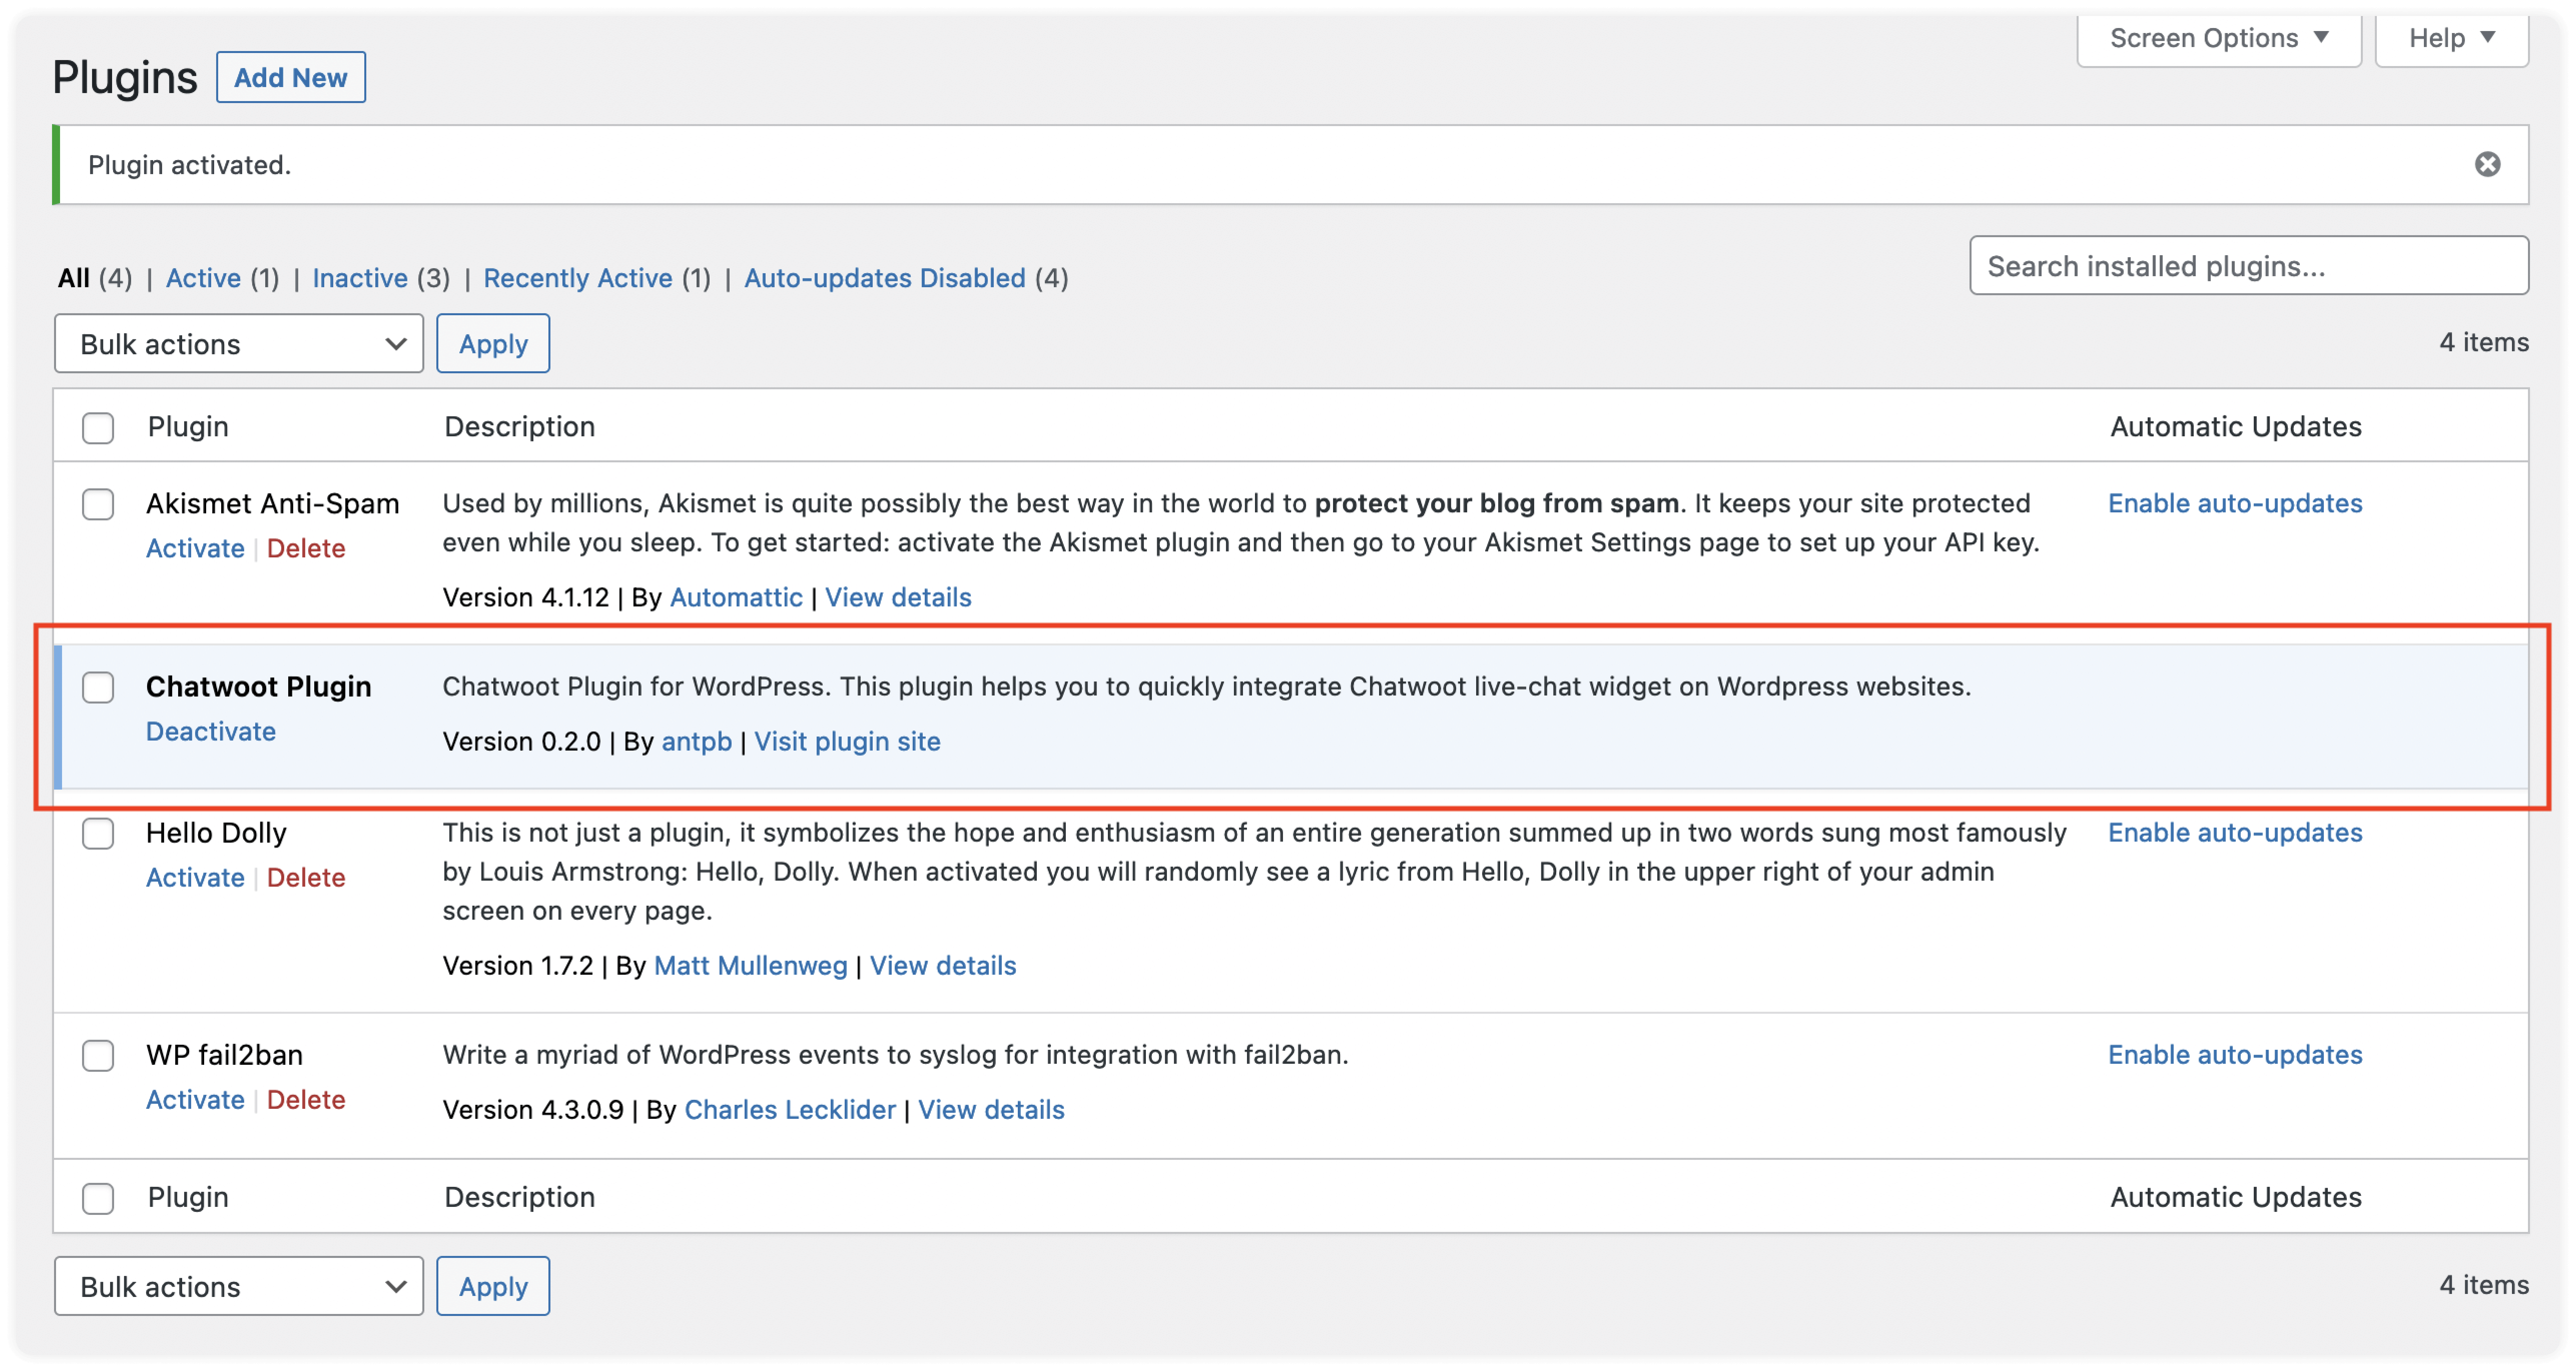 Screen Options ▼ Help ▼
Plugins Add New
Plugin activated.
All (4) | Active (1) | Inactive (3) | Recently Active (1) | Auto-updates Disabled (4)
Search installed plugins...
Bulk actions Apply
4 items
Plugin Description Automatic Updates
Akismet Anti-Spam
Activate | Delete
Used by millions, Akismet is quite possibly the best way in the world to protect your blog from spam. It keeps your site protected
even while you sleep. To get started: activate the Akismet plugin and then go to your Akismet Settings page to set up your API key.
Version 4.1.12 | By Automattic | View details
Enable auto-updates
Chatwoot Plugin
Deactivate
Chatwoot Plugin for WordPress. This plugin helps you to quickly integrate Chatwoot live-chat widget on Wordpress websites.
Version 0.2.0 | By antpb | Visit plugin site
Hello Dolly
Activate | Delete
This is not just a plugin, it symbolizes the hope and enthusiasm of an entire generation summed up in two words sung most famously
by Louis Armstrong: Hello, Dolly. When activated you will randomly see a lyric from Hello, Dolly in the upper right of your admin
screen on every page.
Version 1.7.2 | By Matt Mullenweg | View details
Enable auto-updates
WP fail2ban
Activate | Delete
Write a myriad of WordPress events to syslog for integration with fail2ban.
Version 4.3.0.9 | By Charles Lecklider | View details
Enable auto-updates
Plugin Description Automatic Updates
Bulk actions Apply
4 items